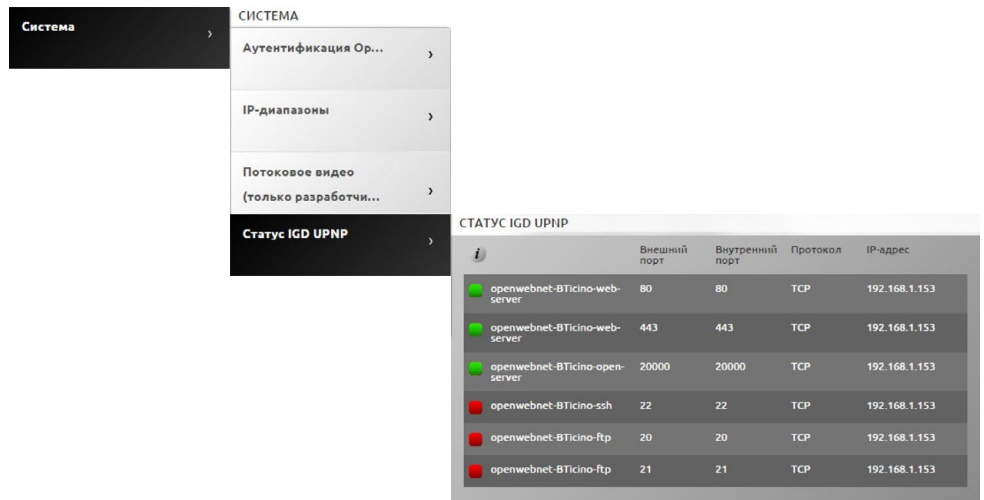 Система
СИСТЕМА
Аутентификация Op...
IP-диапазоны
Потоковое видео
(только разработчи...
Статус IGD UPNP
СТАТУС IGD UPNP
i Внешний порт Внутренний порт Протокол IP-адрес
openwebnet-BTicino-web-server 80 80 TCP 192.168.1.153
openwebnet-BTicino-web-server 443 443 TCP 192.168.1.153
openwebnet-BTicino-open-server 20000 20000 TCP 192.168.1.153
openwebnet-BTicino-ssh 22 22 TCP 192.168.1.153
openwebnet-BTicino-ftp 20 20 TCP 192.168.1.153
openwebnet-BTicino-ftp 21 21 TCP 192.168.1.153